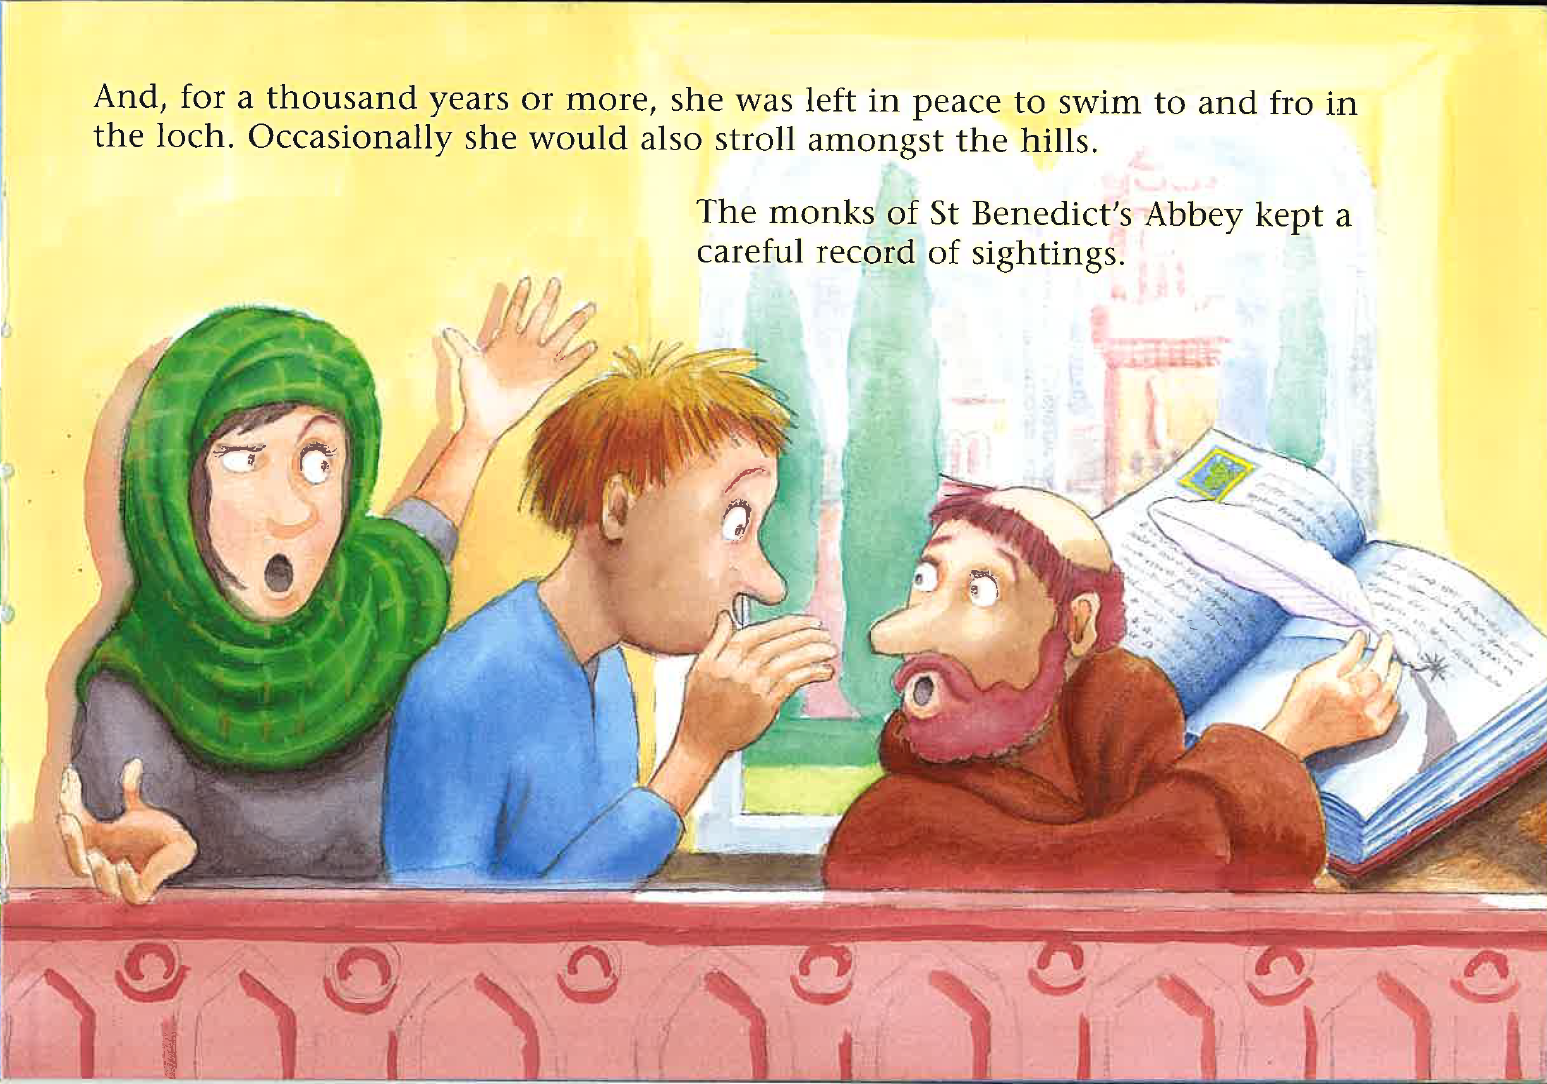 And, for a thousand years or more, she was left in peace to swim to and fro in
the loch. Occasionally she would also stroll amongst the hills.
The monks of St Benedict's Abbey kept a
careful record of sightings.